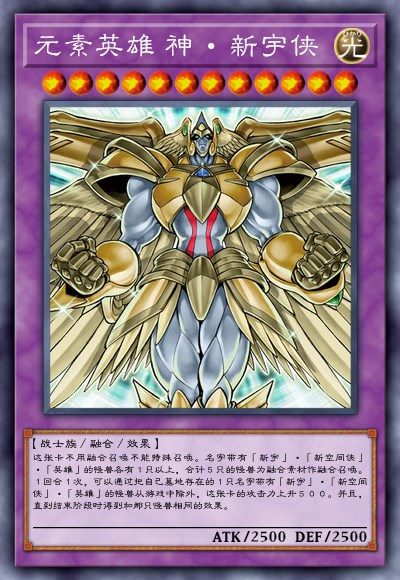 元素英雄 神·新宇侠
光
【战士族/融合/效果】
这张卡不用融合召唤不能特殊召唤。名字带有「新宇」·「新空间侠」
·「英雄」的怪兽各有1只以上，合计5只的怪兽为融合素材作融合召唤。
1回合1次，可以通过把自己墓地存在的1只名字带有「新宇」·「新空间
侠」·「英雄」的怪兽从游戏中除外，这张卡的攻击力上升500。并且，
直到结束阶段时得到和那只怪兽相同的效果。
ATK/2500 DEF/2500